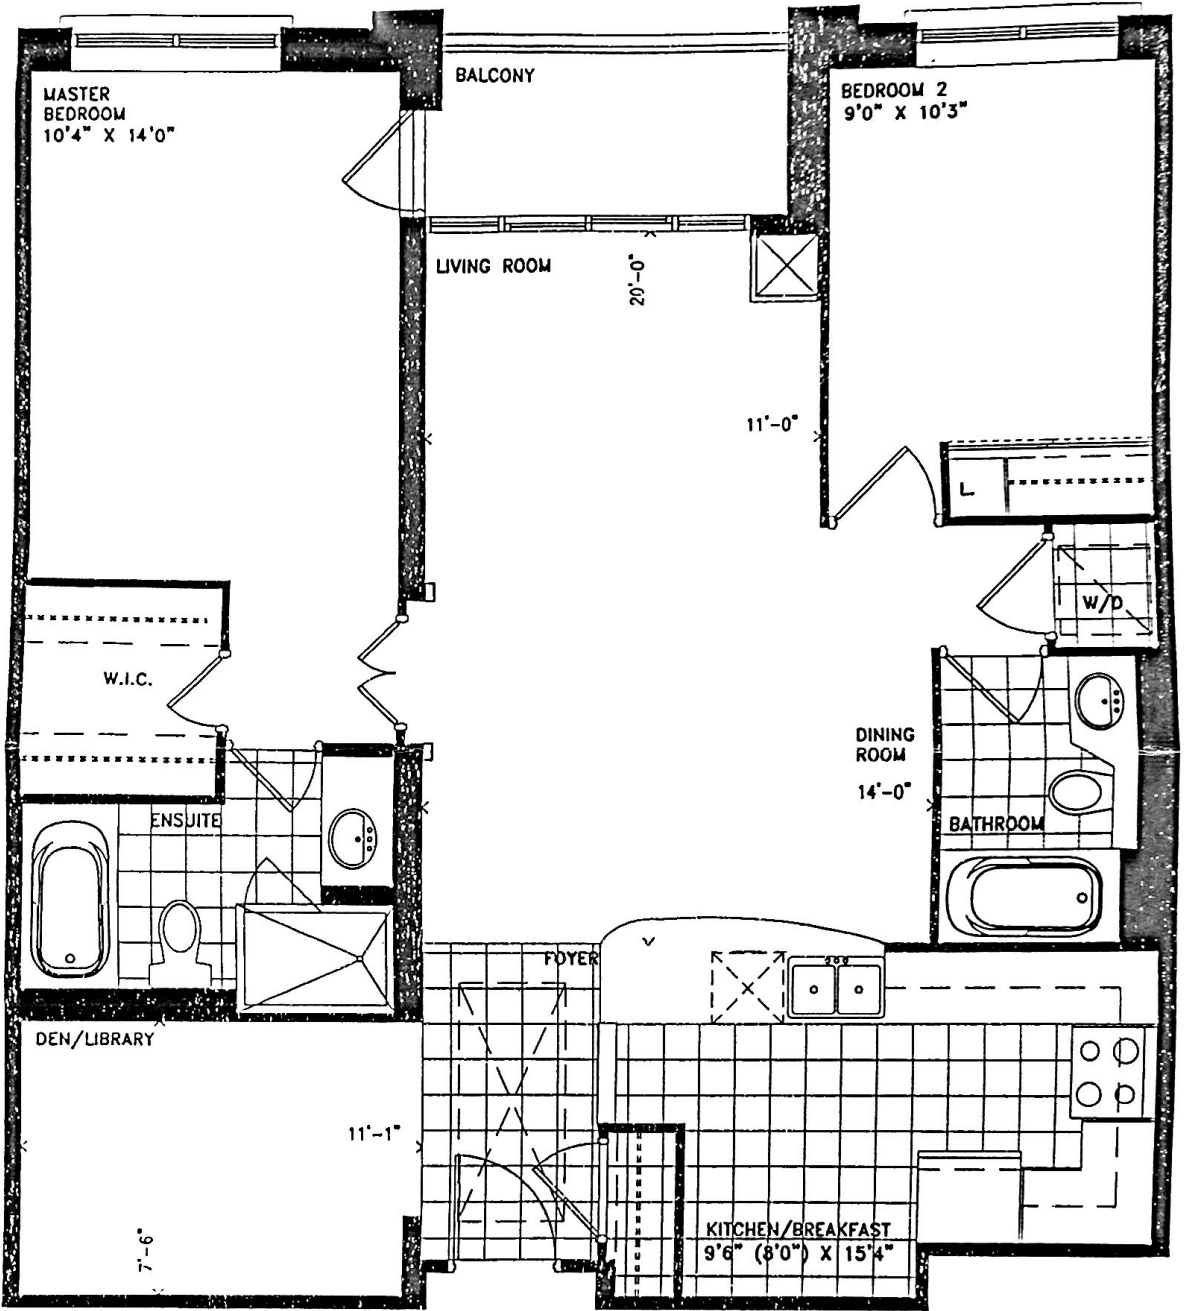 MASTER
BEDROOM
10'4" X 14'0"
BALCONY
BEDROOM 2
9'0" X 10'3"
LIVING ROOM
20'-0"
11'-0"
L
W/D
W.I.C.
DINING
ROOM
14'-0"
ENSUITE
BATHROOM
FOYER
DEN/LIBRARY
11'-1"
7'-6"
KITCHEN/BREAKFAST
9'6" (8'0") X 15'4"